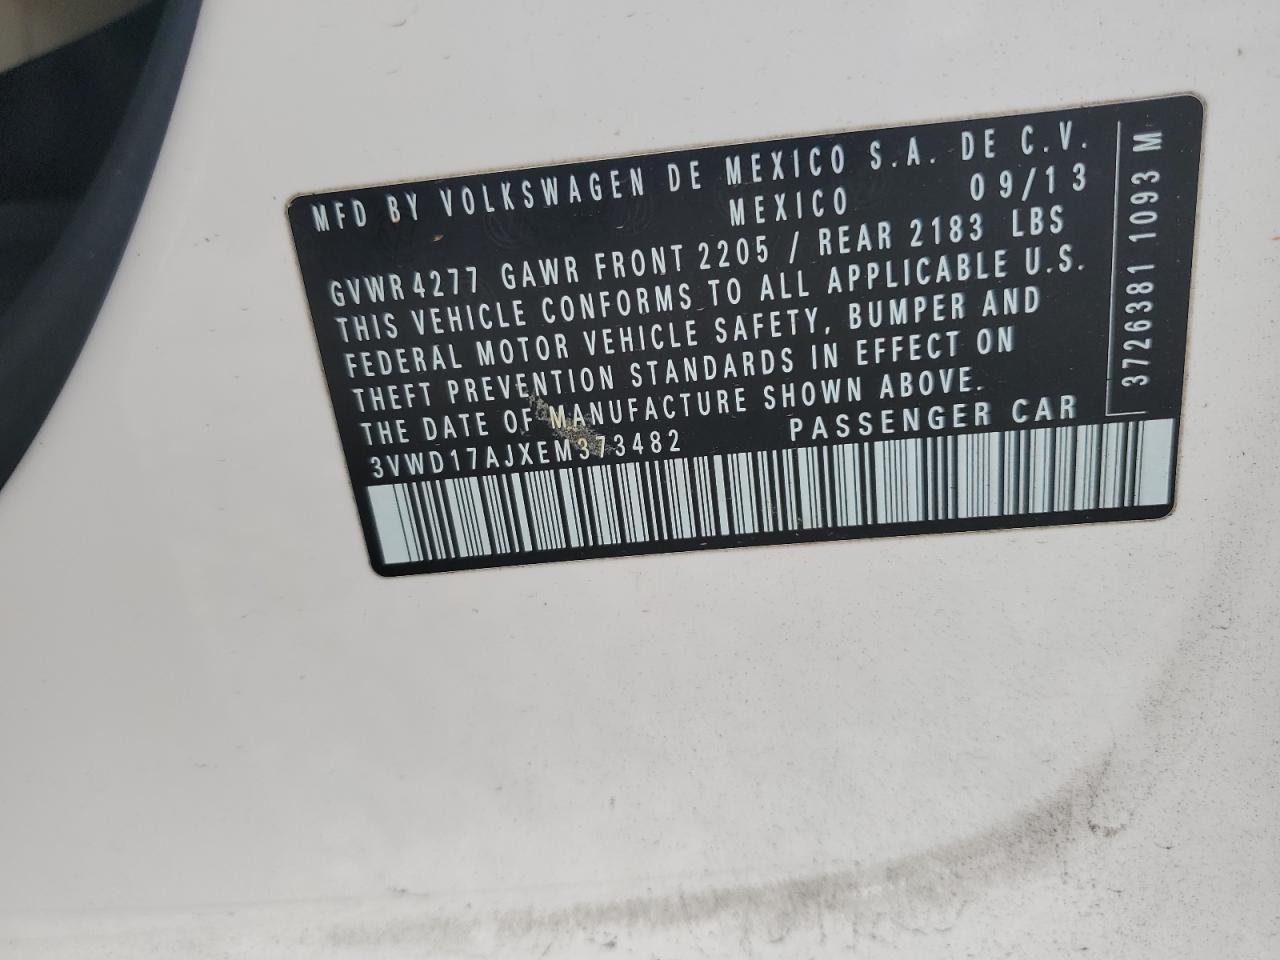 MFD BY VOLKSWAGEN DE MEXICO S.A. DE C.V.
MEXICO 09/13
GVWR 4277 GAWR FRONT 2205 / REAR 2183 LBS
THIS VEHICLE CONFORMS TO ALL APPLICABLE U.S.
FEDERAL MOTOR VEHICLE SAFETY, BUMPER AND
THEFT PREVENTION STANDARDS IN EFFECT ON
THE DATE OF MANUFACTURE SHOWN ABOVE.
3VWD17AJXEM373482 PASSENGER CAR
3726381 1093 M